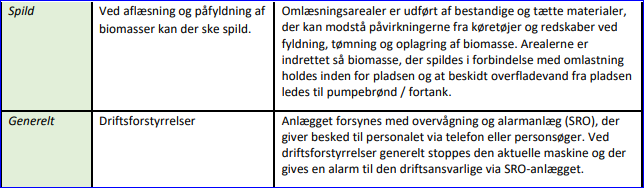 Spild
Ved aflæsning og påfyldning af
biomasser kan der ske spild.
Omlæsningsarealer er udført af bestandige og tætte materialer,
der kan modstå påvirkningerne fra køretøjer og redskaber ved
fyldning, tømning og oplagring af biomasse. Arealerne er
indrettet så biomasse, der spildes i forbindelse med omlastning
holdes inden for pladsen og at beskidt overfladevand fra pladsen
ledes til pumpebrønd / fortank.
Generelt
Driftsforstyrrelser
Anlægget forsynes med overvågning og alarmanlæg (SRO), der
giver besked til personalet via telefon eller personsøger. Ved
driftsforstyrrelser generelt stoppes den aktuelle maskine og der
gives en alarm til den driftsansvarlige via SRO-anlægget.